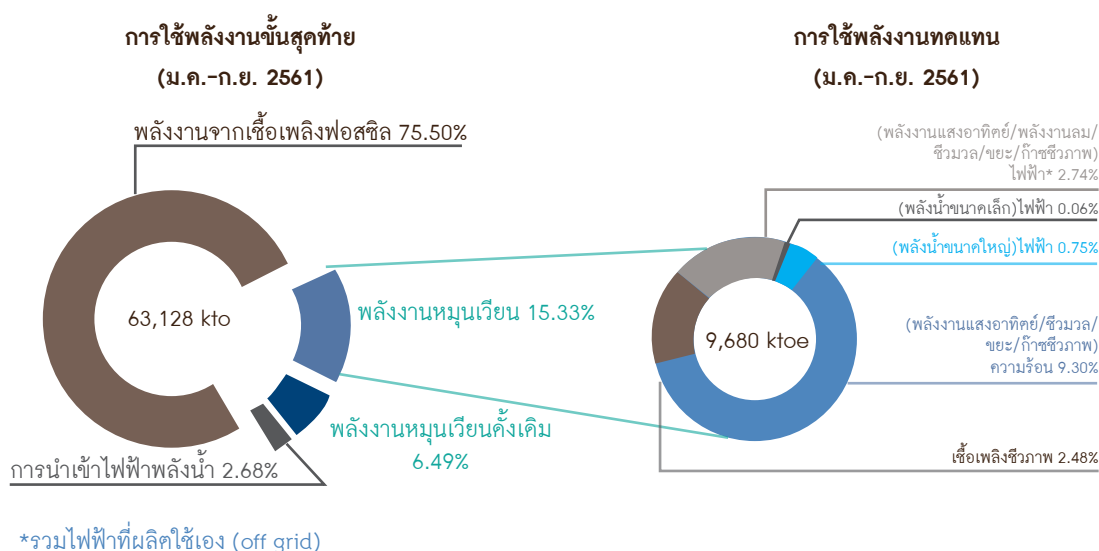 การใช้พลังงานขั้นสุดท้าย
(ม.ค.-ก.ย. 2561)
พลังงานจากเชื้อเพลิงฟอสซิล 75.50%
63,128 kto
พลังงานหมุนเวียน 15.33%
พลังงานหมุนเวียนดั้งเดิม
6.49%
การนำเข้าไฟฟ้าพลังน้ำ 2.68%
*รวมไฟฟ้าที่ผลิตใช้เอง (off grid)
การใช้พลังงานทดแทน
(ม.ค.-ก.ย. 2561)
(พลังงานแสงอาทิตย์/พลังงานลม/
ชีวมวล/ขยะ/ก๊าซชีวภาพ)
ไฟฟ้า* 2.74%
(พลังน้ำขนาดเล็ก)ไฟฟ้า 0.06%
(พลังน้ำขนาดใหญ่)ไฟฟ้า 0.75%
9,680 ktoe
(พลังงานแสงอาทิตย์/ชีวมวล/
ขยะ/ก๊าซชีวภาพ)
ความร้อน 9.30%
เชื้อเพลิงชีวภาพ 2.48%